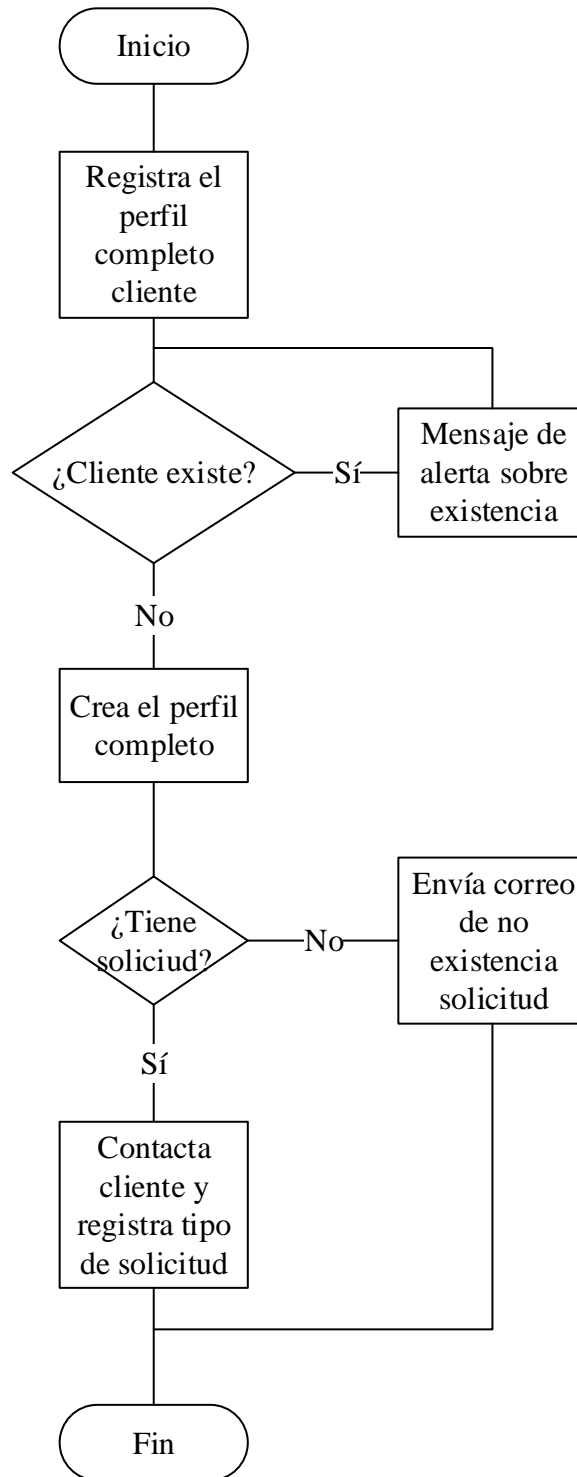 Inicio
Registra el
perfil
completo
cliente
¿Cliente existe?
Sí
Mensaje de
alerta sobre
existencia
No
Crea el perfil
completo
¿Tiene
soliciud?
No
Envía correo
de no
existencia
solicitud
Sí
Contacta
cliente y
registra tipo
de solicitud
Fin